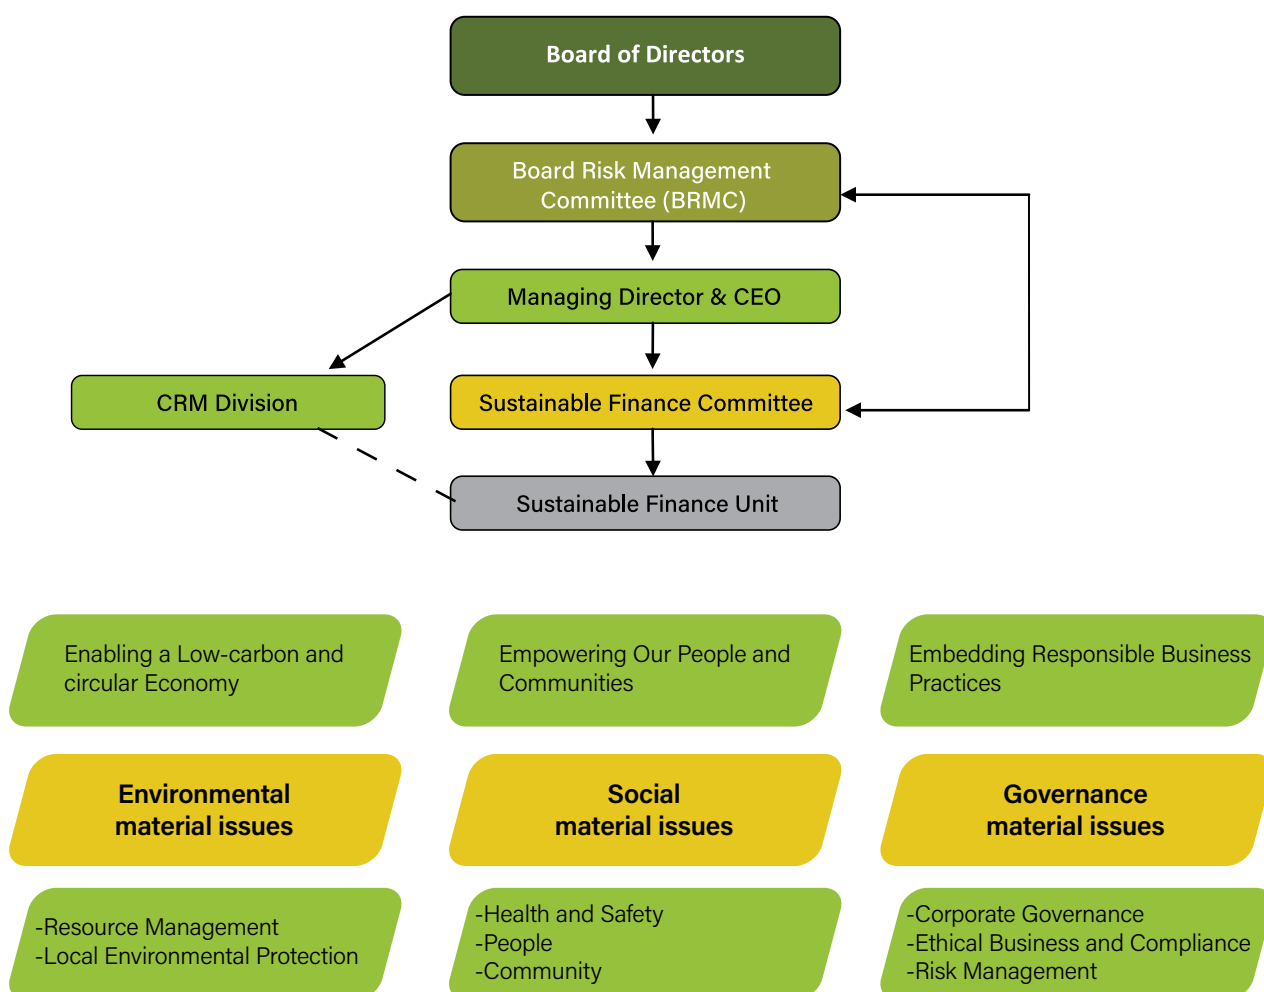 Board of Directors
Board Risk Management
Committee (BRMC)
Managing Director & CEO
CRM Division
Sustainable Finance Committee
Sustainable Finance Unit
Enabling a Low-carbon and
circular Economy
Empowering Our People and
Communities
Embedding Responsible Business
Practices
Environmental
material issues
Social
material issues
Governance
material issues
-Resource Management
-Local Environmental Protection
-Health and Safety
-People
-Community
-Corporate Governance
-Ethical Business and Compliance
-Risk Management